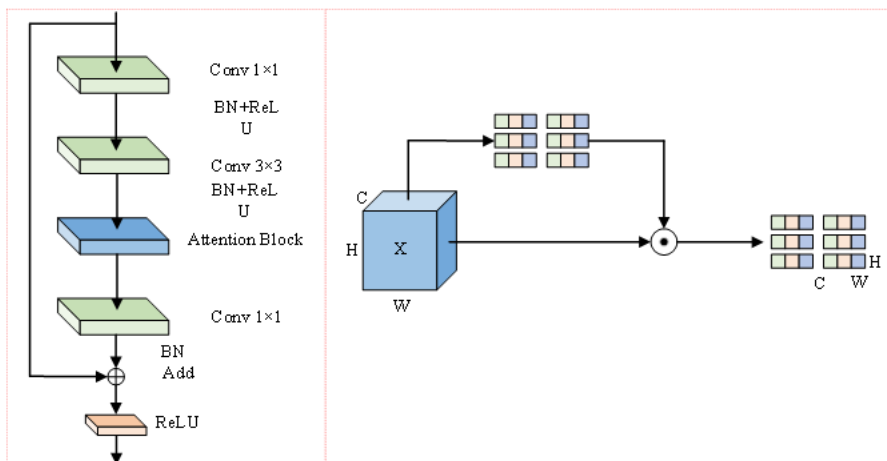 Conv 1×1
BN+ReL
U
Conv 3×3
BN+ReL
U
Attention Block
Conv 1×1
BN
Add
ReLU
C
H
X
W
H
C
W